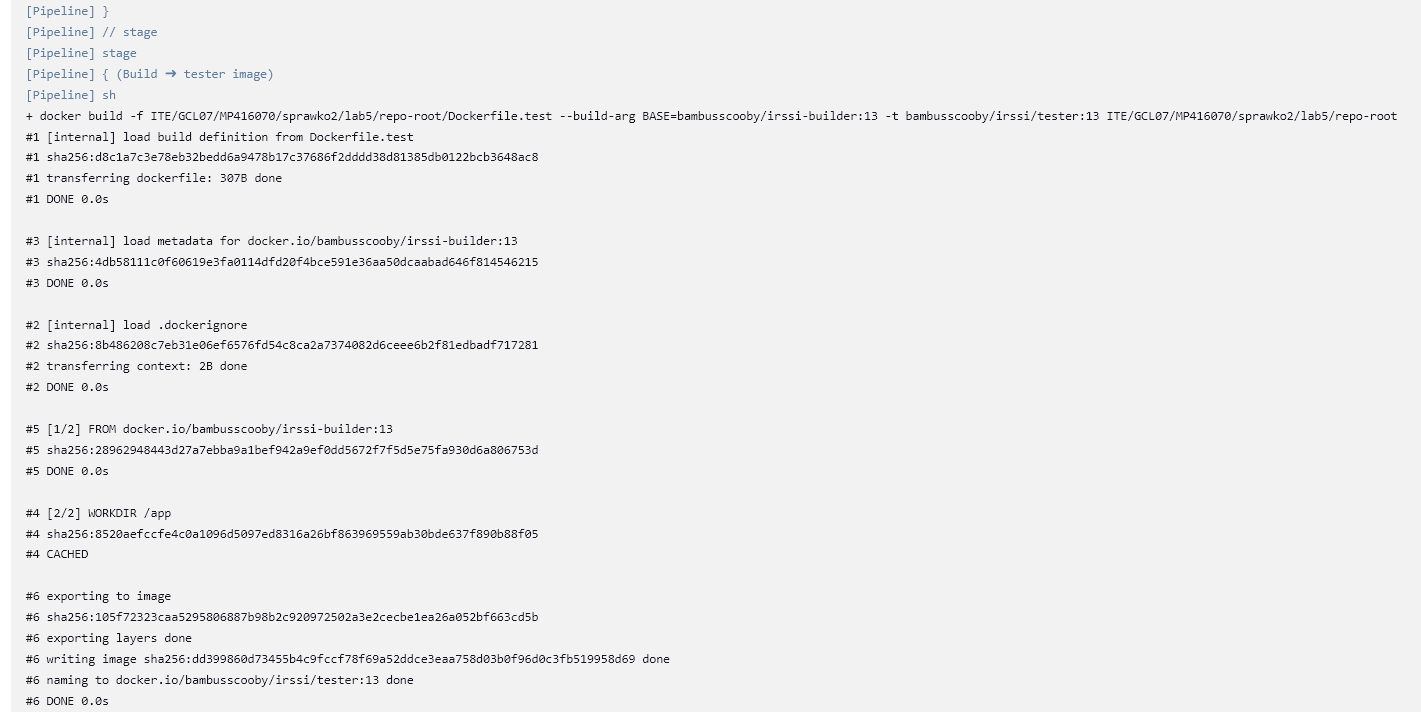 [Pipeline] }
[Pipeline] // stage
[Pipeline] stage
[Pipeline] { (Build ➜ tester image)
[Pipeline] sh
+ docker build -f ITE/GCL07/MP416070/sprawko2/lab5/repo-root/Dockerfile.test --build-arg BASE=bambusscooby/irssi-builder:13 -t bambusscooby/irssi/tester:13 ITE/GCL07/MP416070/sprawko2/lab5/repo-root
#1 [internal] load build definition from Dockerfile.test
#1 sha256:d8c1a7c3e78eb32bedd6a9478b17c37686f2dddd38d81385db0122bcb3648ac8
#1 transferring dockerfile: 307B done
#1 DONE 0.0s
#3 [internal] load metadata for docker.io/bambusscooby/irssi-builder:13
#3 sha256:4db58111c0f60619e3fa0114dfd20f4bce591e36aa50dcaabad646f814546215
#3 DONE 0.0s
#2 [internal] load .dockerignore
#2 sha256:8b486208c7eb31e06ef6576fd54c8ca2a7374082d6ceee6b2f81edbadf717281
#2 transferring context: 2B done
#2 DONE 0.0s
#5 [1/2] FROM docker.io/bambusscooby/irssi-builder:13
#5 sha256:28962948443d27a7ebba9a1bef942a9ef0dd5672f7f5d5e75fa930d6a806753d
#5 DONE 0.0s
#4 [2/2] WORKDIR /app
#4 sha256:8520aefccfe4c0a1096d5097ed8316a26bf863969559ab30bde637f890b88f05
#4 CACHED
#6 exporting to image
#6 sha256:105f72323caa5295806887b98b2c920972502a3e2cecbe1ea26a052bf663cd5b
#6 exporting layers done
#6 writing image sha256:dd399860d73455b4c9fccf78f69a52ddce3eaa758d03b0f96d0c3fb519958d69 done
#6 naming to docker.io/bambusscooby/irssi/tester:13 done
#6 DONE 0.0s